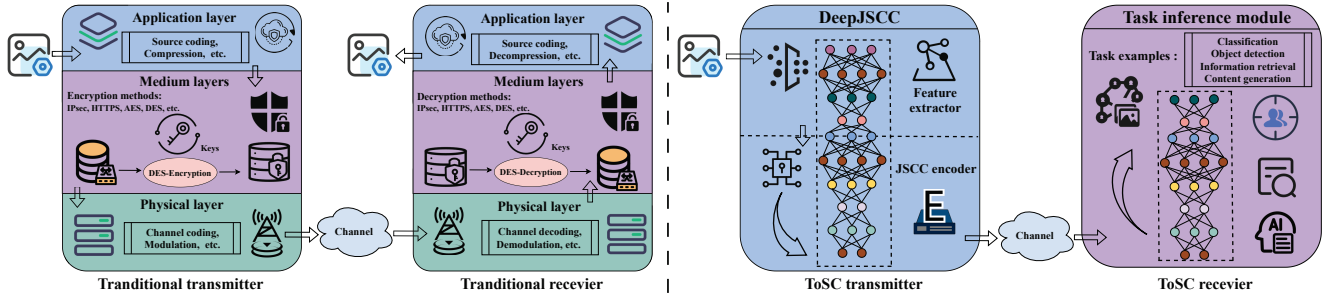 Application layer
Source coding,
Compression, etc.
Medium layers
Encryption methods:
IPsec, HTTPS, AES, DES, etc.
Keys
DES-Encryption
Physical layer
Channel coding,
Modulation, etc.
Tranditional transmitter
Channel
Application layer
Source coding,
Decompression, etc.
Medium layers
Decryption methods:
IPsec, HTTPS, AES, DES, etc.
Keys
DES-Decryption
Physical layer
Channel decoding,
Demodulation, etc.
Tranditional recevier
DeepJSCC
Feature
extractor
JSCC encoder
E
ToSC transmitter
Channel
Task inference module
Task examples :
Classification
Object detection
Information retrieval
Content generation
AI
ToSC recevier